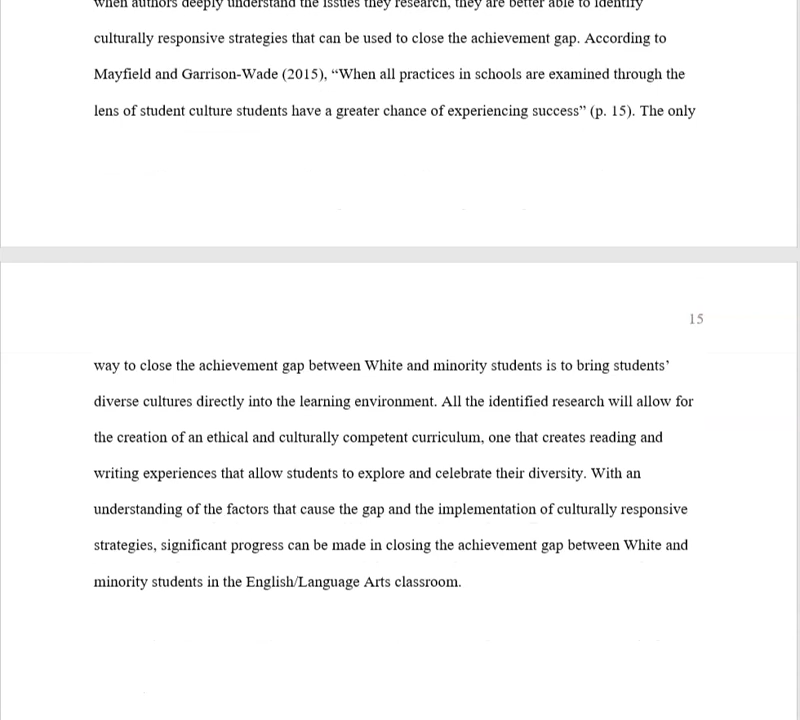 when authors deeply understand the issues they research, they are better able to identify
culturally responsive strategies that can be used to close the achievement gap. According to
Mayfield and Garrison-Wade (2015), “When all practices in schools are examined through the
lens of student culture students have a greater chance of experiencing success” (p. 15). The only
15
way to close the achievement gap between White and minority students is to bring students’
diverse cultures directly into the learning environment. All the identified research will allow for
the creation of an ethical and culturally competent curriculum, one that creates reading and
writing experiences that allow students to explore and celebrate their diversity. With an
understanding of the factors that cause the gap and the implementation of culturally responsive
strategies, significant progress can be made in closing the achievement gap between White and
minority students in the English/Language Arts classroom.